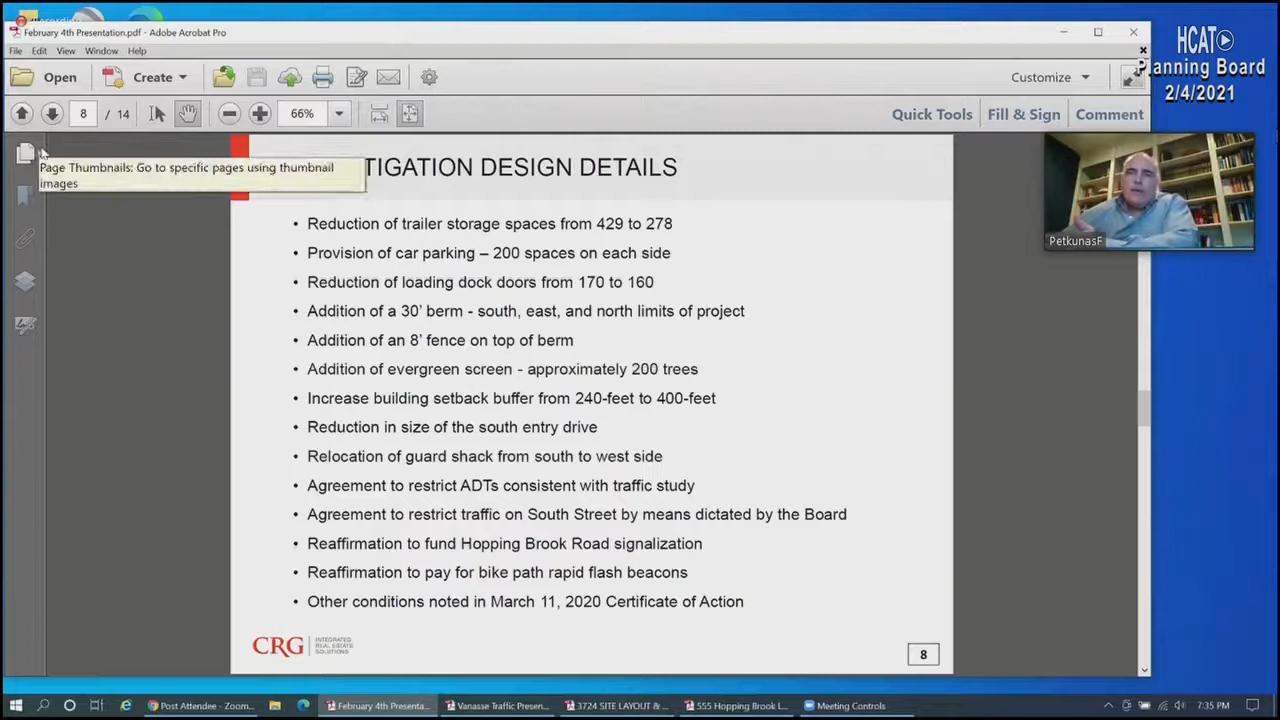 February 4th Presentation.pdf - Adobe Acrobat Pro
HCAT
Planning Board
2/4/2021
File Edit View Window Help
Open Create Customize
8 / 14 66% Quick Tools Fill & Sign Comment
Page Thumbnails: Go to specific pages using thumbnail
images
TIGATION DESIGN DETAILS
PetkunasF
• Reduction of trailer storage spaces from 429 to 278
• Provision of car parking – 200 spaces on each side
• Reduction of loading dock doors from 170 to 160
• Addition of a 30’ berm - south, east, and north limits of project
• Addition of an 8’ fence on top of berm
• Addition of evergreen screen - approximately 200 trees
• Increase building setback buffer from 240-feet to 400-feet
• Reduction in size of the south entry drive
• Relocation of guard shack from south to west side
• Agreement to restrict ADTs consistent with traffic study
• Agreement to restrict traffic on South Street by means dictated by the Board
• Reaffirmation to fund Hopping Brook Road signalization
• Reaffirmation to pay for bike path rapid flash beacons
• Other conditions noted in March 11, 2020 Certificate of Action
CRG INTEGRATED
REAL ESTATE
SOLUTIONS
8
Post Attendee - Zoom... February 4th Presenta... Vanasse Traffic Presen... 3724 SITE LAYOUT & ... 555 Hopping Brook L... Meeting Controls 7:35 PM